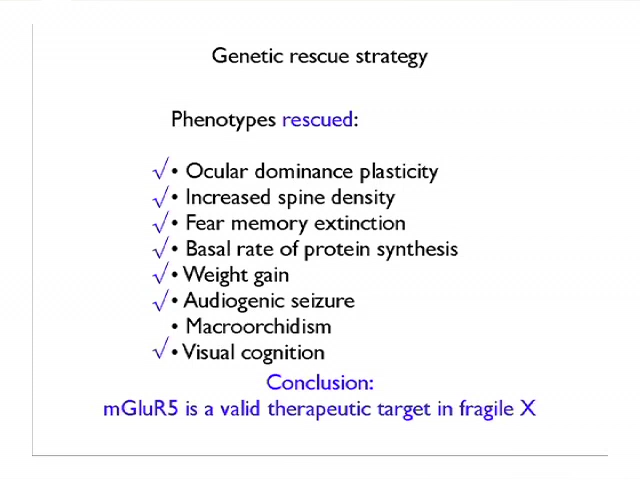 Genetic rescue strategy
Phenotypes rescued:
√ • Ocular dominance plasticity
√ • Increased spine density
√ • Fear memory extinction
√ • Basal rate of protein synthesis
√ • Weight gain
√ • Audiogenic seizure
• Macroorchidism
√ • Visual cognition
Conclusion:
mGluR5 is a valid therapeutic target in fragile X